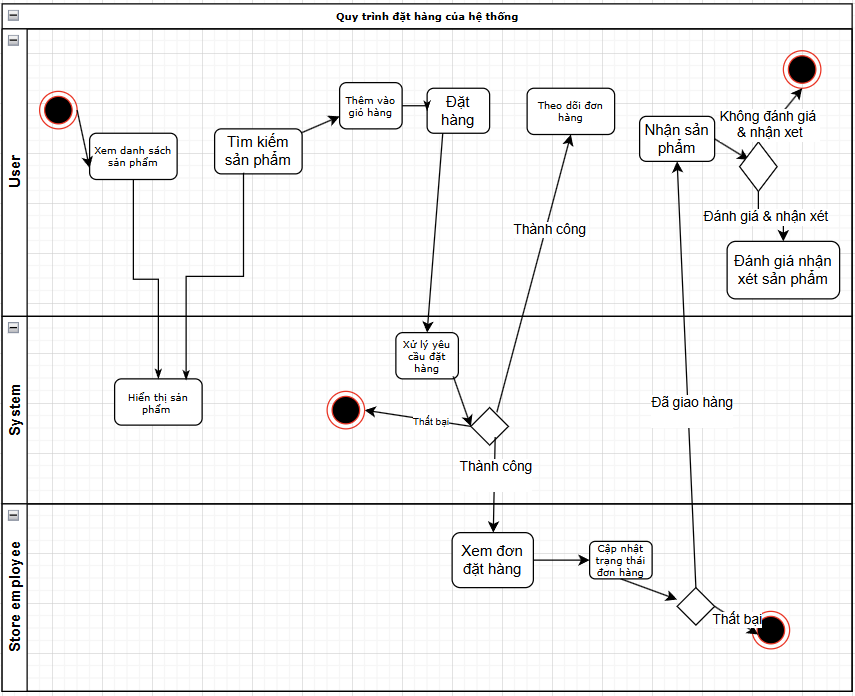 Quy trình đặt hàng của hệ thống
User
Xem danh sách
sản phẩm
Tìm kiếm
sản phẩm
Thêm vào
giỏ hàng
Đặt
hàng
Theo dõi đơn
hàng
Nhận sản
phẩm
Không đánh giá
& nhận xet
Đánh giá & nhận xét
Đánh giá nhận
xét sản phẩm
Thành công
System
Hiển thị sản
phẩm
Xử lý yêu
cầu đặt
hàng
Thất bại
Thành công
Đã giao hàng
Store employee
Xem đơn
đặt hàng
Cập nhật
trạng thái
đơn hàng
Thất bại